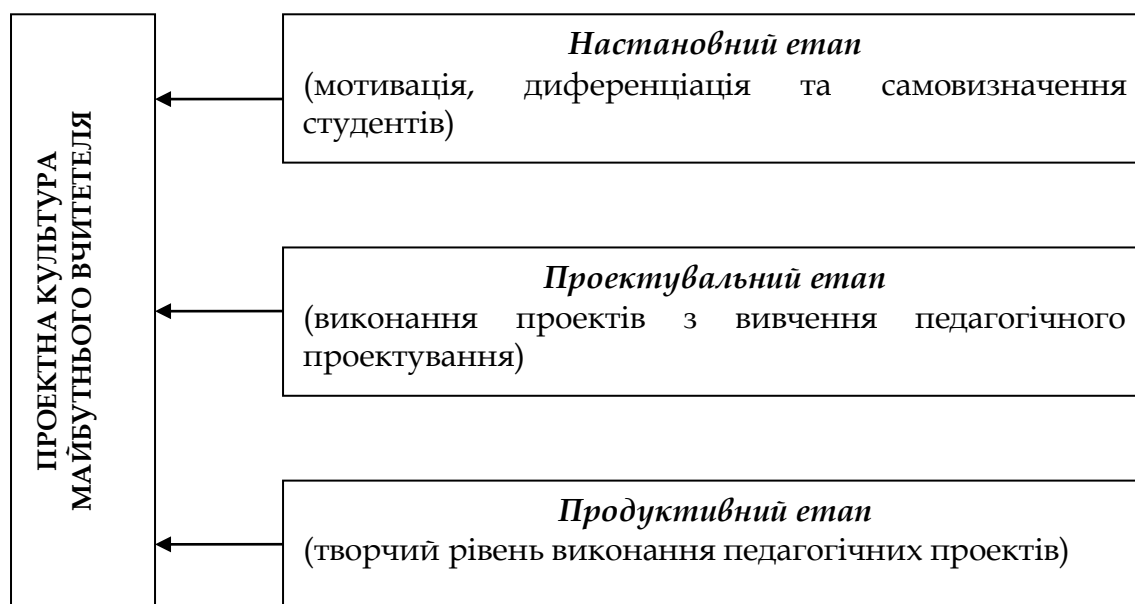 ПРОЕКТНА КУЛЬТУРА
МАЙБУТНЬОГО ВЧИТЕЛЯ
Настановний етап
(мотивація, диференціація та самовизначення
студентів)
Проектувальний етап
(виконання проектів з вивчення педагогічного
проектування)
Продуктивний етап
(творчий рівень виконання педагогічних проектів)